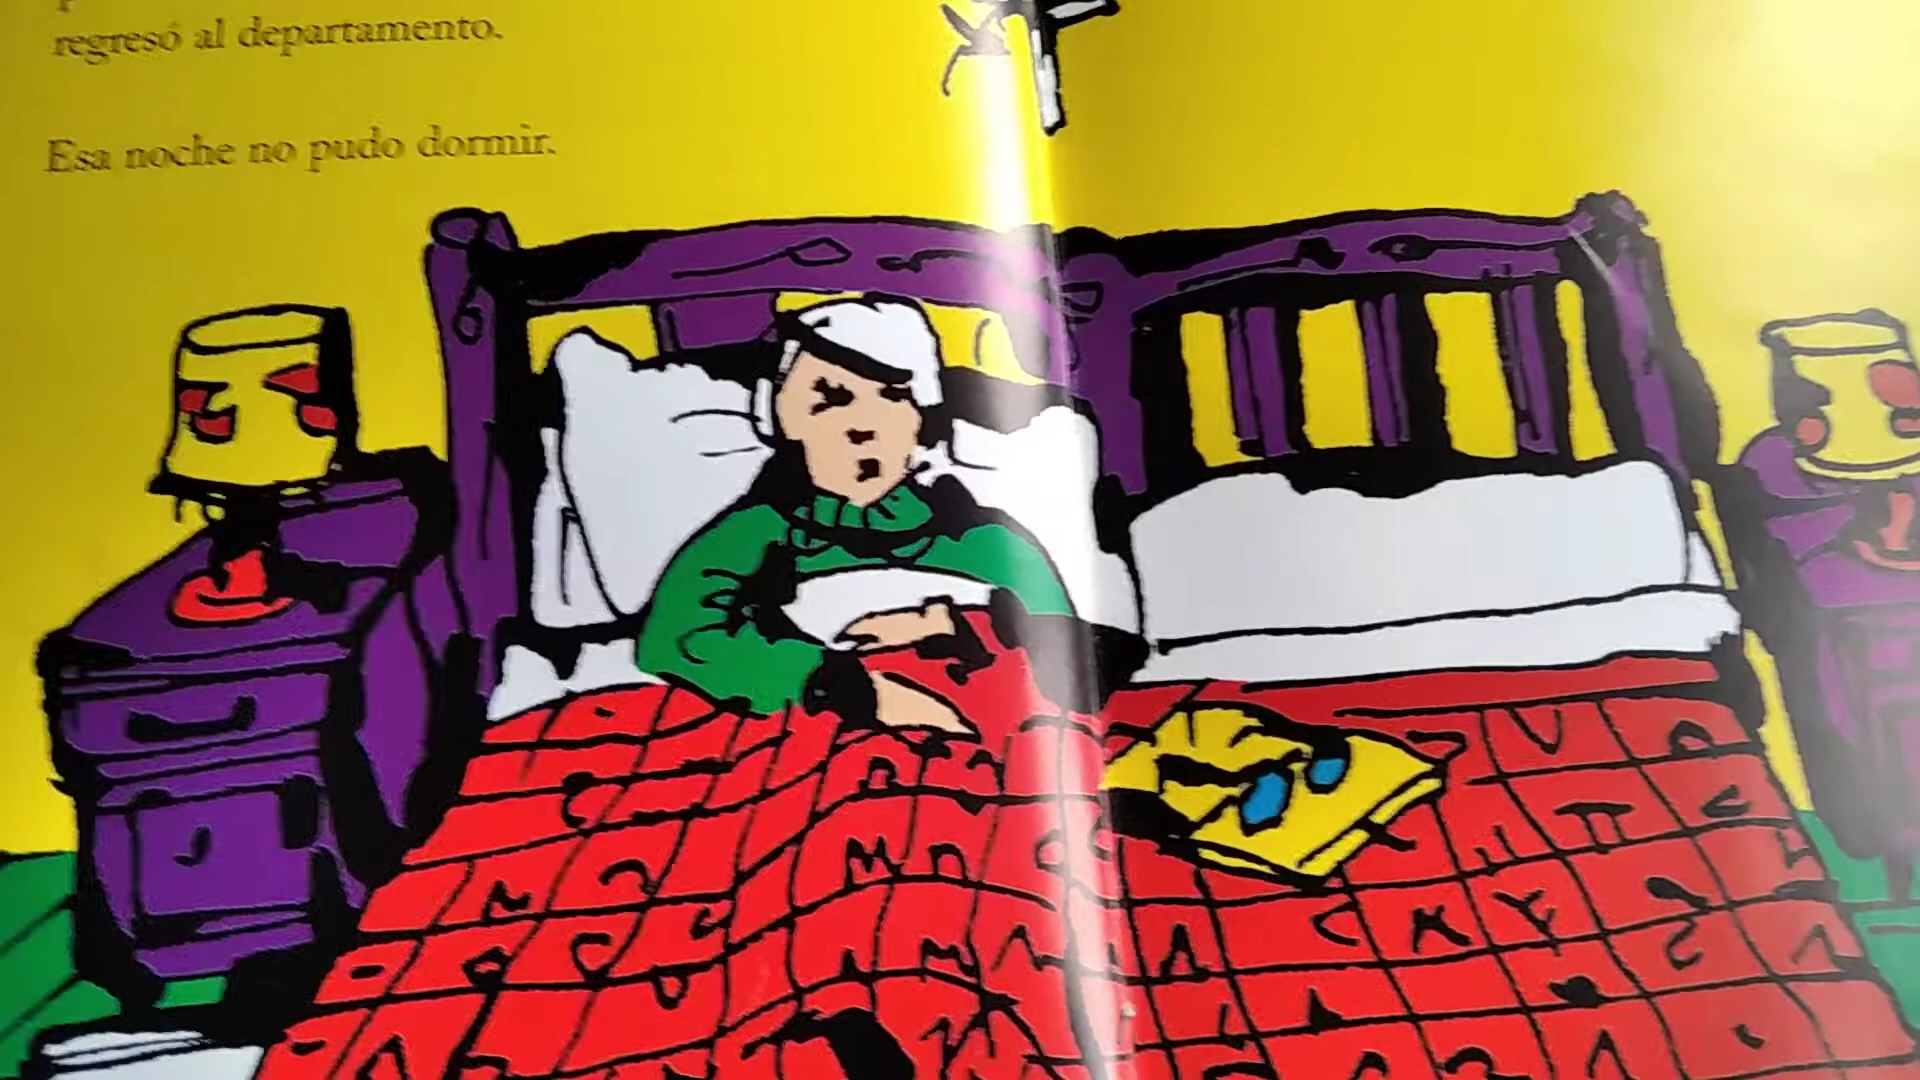 regresó al departamento.
Esa noche no pudo dormir.